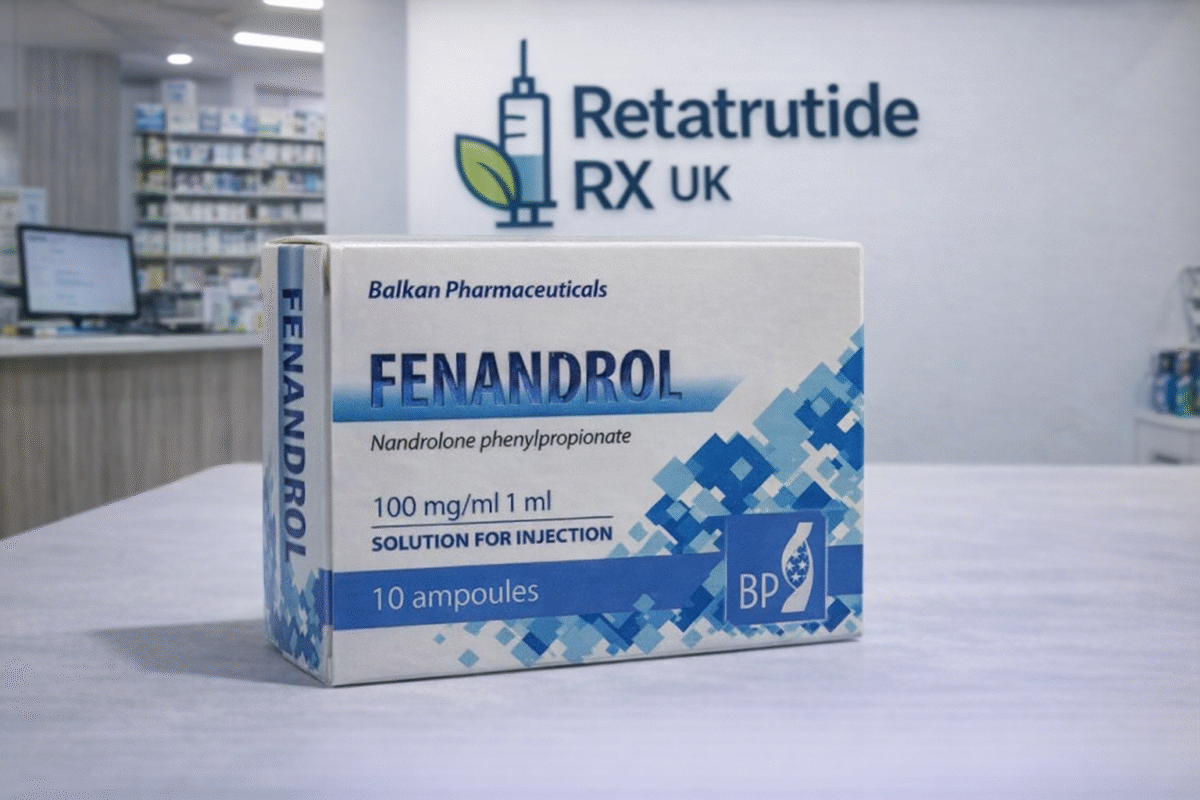 Retatrutide
RX UK
Balkan Pharmaceuticals
FENANDROL
Nandrolone phenylpropionate
100 mg/ml 1 ml
SOLUTION FOR INJECTION
10 ampoules
BP
FENANDROL